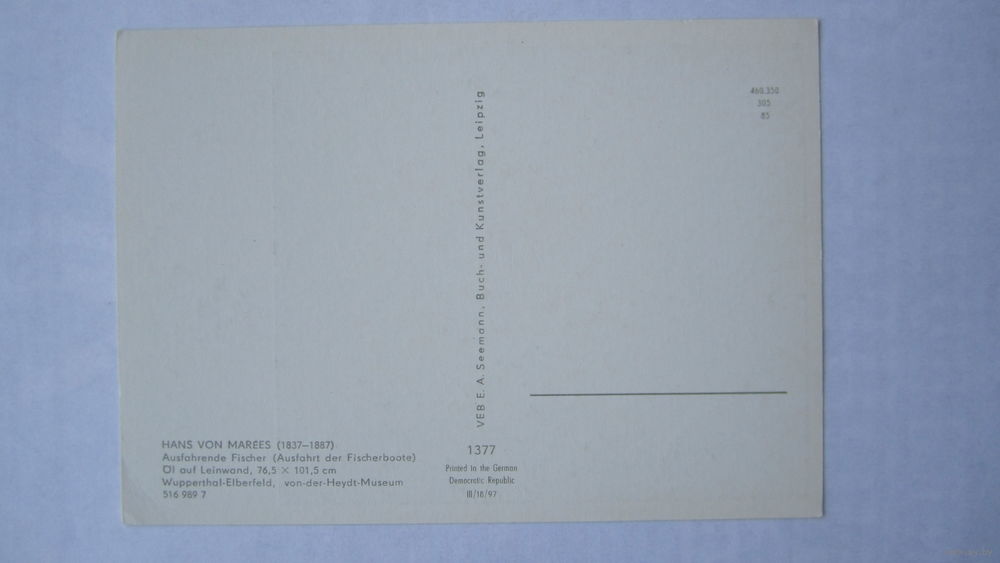 460.350
305
85
VEB E. A. Seemann, Buch- und Kunstverlag, Leipzig
HANS VON MARÉES (1837–1887)
Ausfahrende Fischer (Ausfahrt der Fischerboote)
Öl auf Leinwand, 76,5 × 101,5 cm
Wupperthal-Elberfeld, von-der-Heydt-Museum
516 989 7
1377
Printed in the German
Democratic Republic
III/18/97